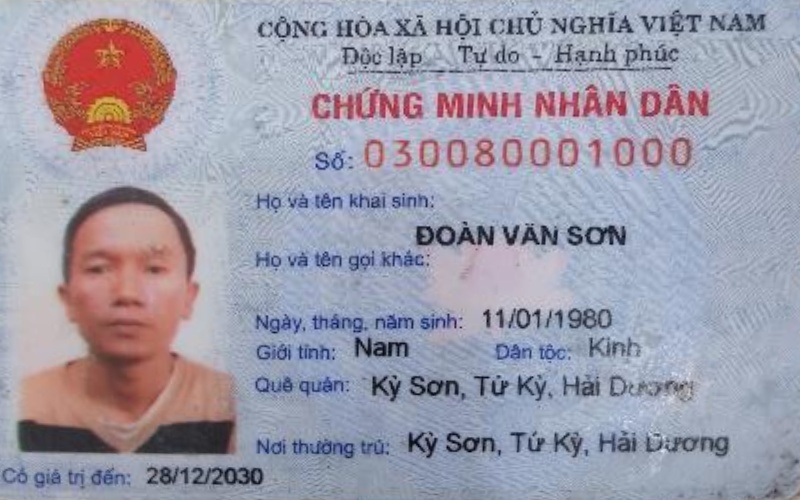 CỘNG HÒA XÃ HỘI CHỦ NGHĨA VIỆT NAM
Độc lập Tự do - Hạnh phúc
CHỨNG MINH NHÂN DÂN
Số: 030080001000
Họ và tên khai sinh:
ĐOÀN VĂN SƠN
Họ và tên gọi khác:
Ngày, tháng, năm sinh: 11/01/1980
Giới tính: Nam Dân tộc: Kinh
Quê quán: Kỳ Sơn, Tứ Kỳ, Hải Dương
Nơi thường trú: Kỳ Sơn, Tứ Kỳ, Hải Dương
Có giá trị đến: 28/12/2030